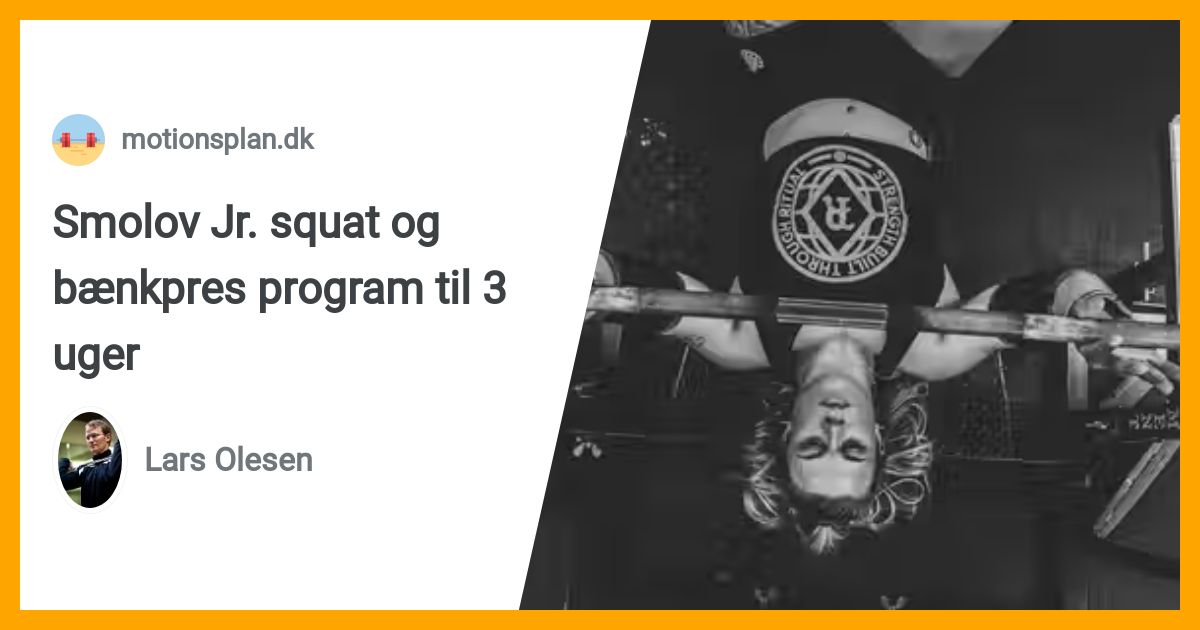 motionsplan.dk
Smolov Jr. squat og
bænkpres program til 3
uger
Lars Olesen
STRENGTH BUILT THROUGH RITUAL
R